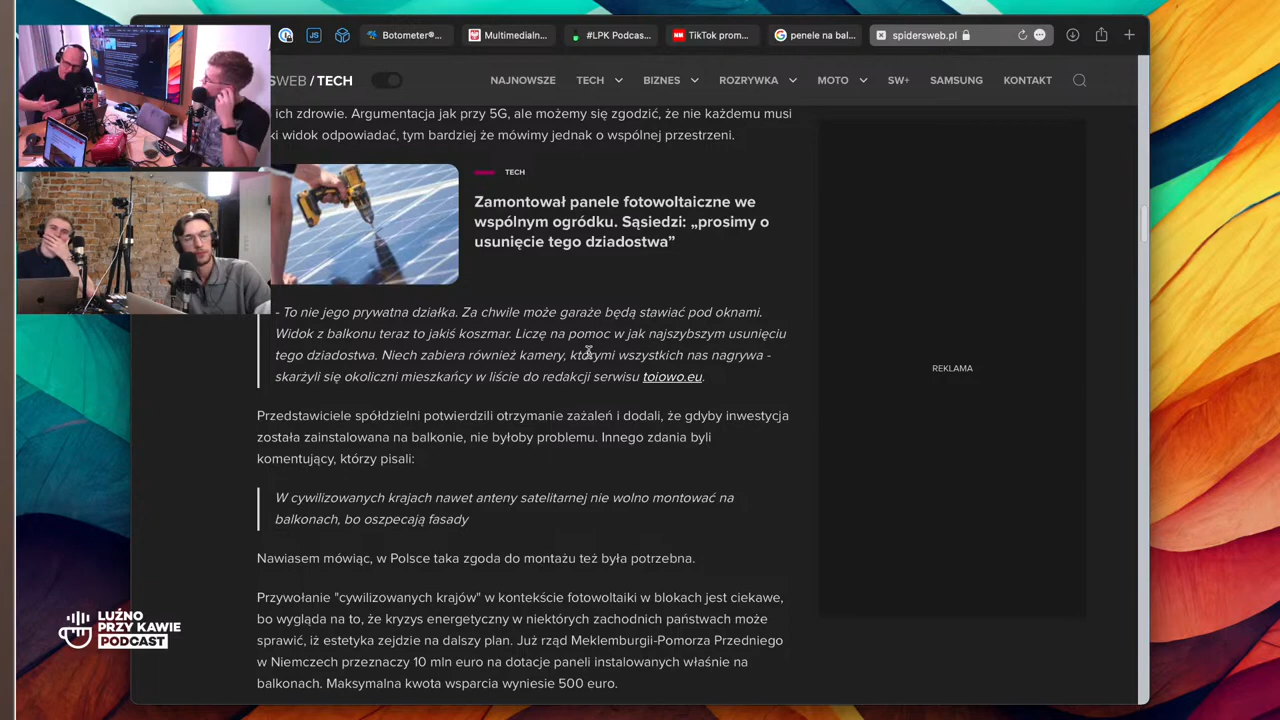 JS
Botometer®...
Multimedialn...
#LPK Podcas...
TikTok prom...
penele na bal...
spidersweb.pl
SWEB / TECH
NAJNOWSZE
TECH
BIZNES
ROZRYWKA
MOTO
SW+
SAMSUNG
KONTAKT
ich zdrowie. Argumentacja jak przy 5G, ale możemy się zgodzić, że nie każdemu musi
ki widok odpowiadać, tym bardziej że mówimy jednak o wspólnej przestrzeni.
TECH
Zamontował panele fotowoltaiczne we
wspólnym ogródku. Sąsiedzi: „prosimy o
usunięcie tego dziadostwa”
- To nie jego prywatna działka. Za chwile może garaże będą stawiać pod oknami.
Widok z balkonu teraz to jakiś koszmar. Liczę na pomoc w jak najszybszym usunięciu
tego dziadostwa. Niech zabiera również kamery, którymi wszystkich nas nagrywa -
skarżyli się okoliczni mieszkańcy w liście do redakcji serwisu toiowo.eu.
REKLAMA
Przedstawiciele spółdzielni potwierdzili otrzymanie zażaleń i dodali, że gdyby inwestycja
została zainstalowana na balkonie, nie byłoby problemu. Innego zdania byli
komentujący, którzy pisali:
W cywilizowanych krajach nawet anteny satelitarnej nie wolno montować na
balkonach, bo oszpecają fasady
Nawiasem mówiąc, w Polsce taka zgoda do montażu też była potrzebna.
Przywołanie "cywilizowanych krajów" w kontekście fotowoltaiki w blokach jest ciekawe,
bo wygląda na to, że kryzys energetyczny w niektórych zachodnich państwach może
sprawić, iż estetyka zejdzie na dalszy plan. Już rząd Meklemburgii-Pomorza Przedniego
w Niemczech przeznaczy 10 mln euro na dotacje paneli instalowanych właśnie na
balkonach. Maksymalna kwota wsparcia wyniesie 500 euro.
LUŹNO
PRZY KAWIE
PODCAST